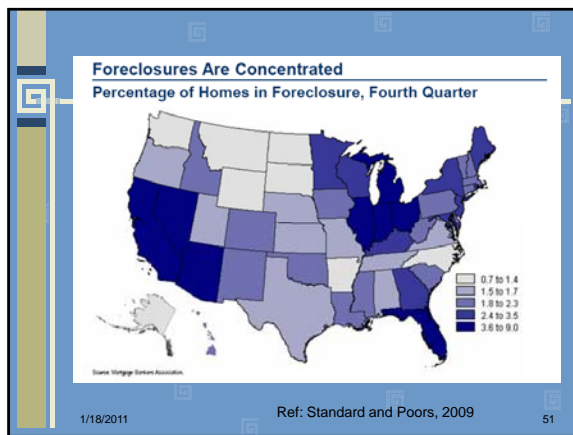 Foreclosures Are Concentrated
Percentage of Homes in Foreclosure, Fourth Quarter
0.7 to 1.4
1.5 to 1.7
1.8 to 2.3
2.4 to 3.5
3.6 to 9.0
Source: Mortgage Bankers Association.
1/18/2011
Ref: Standard and Poors, 2009
51